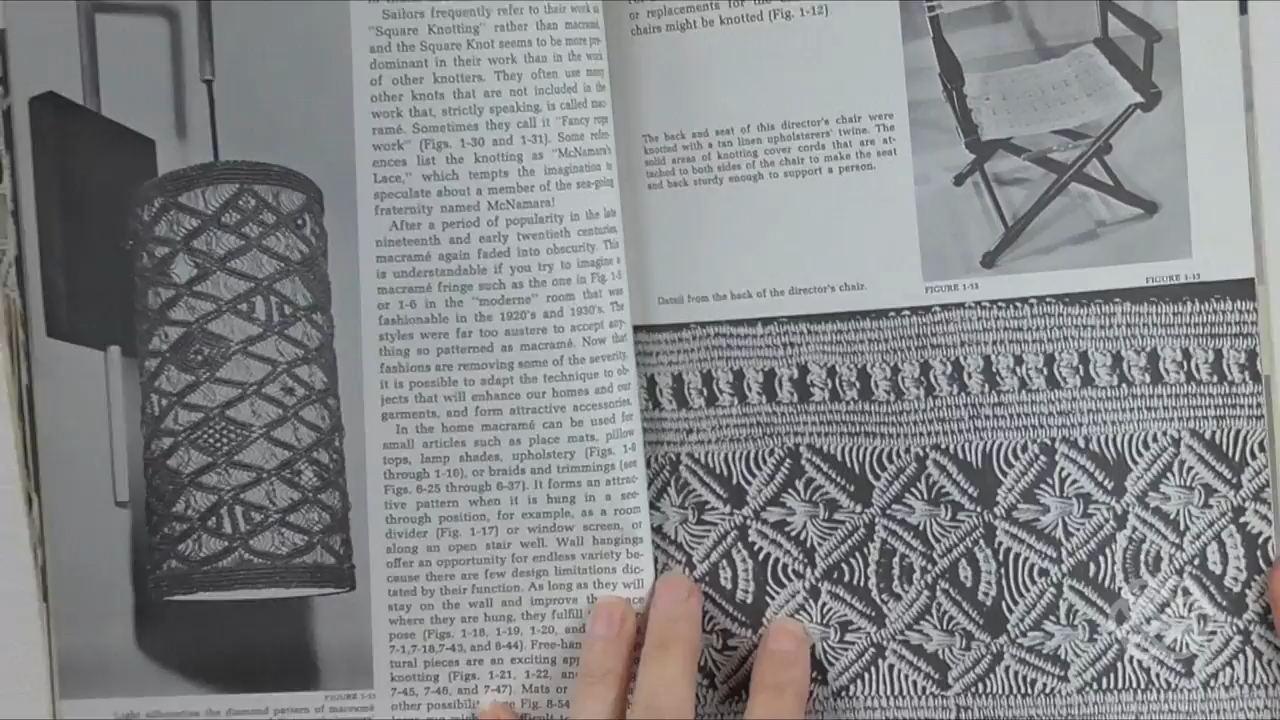 Sailors frequently refer to their work a
"Square Knotting" rather than macramé,
and the Square Knot seems to be more pre-
dominant in their work than in the work
of other knotters. They often use many
other knots that are not included in the
work that, strictly speaking, is called mac-
ramé. Sometimes they call it "Fancy rope
work" (Figs. 1-30 and 1-31). Some refer-
ences list the knotting as "McNamara's
Lace," which tempts the imagination to
speculate about a member of the sea-going
fraternity named McNamara!
After a period of popularity in the late
nineteenth and early twentieth centuries,
macramé again faded into obscurity. This
is understandable if you try to imagine a
macramé fringe such as the one in Fig. 1-5
or 1-6 in the "moderne" room that was
fashionable in the 1920's and 1930's. The
styles were far too austere to accept any-
thing so patterned as macramé. Now that
fashions are removing some of the severity,
it is possible to adapt the technique to ob-
jects that will enhance our homes and our
garments, and form attractive accessories.
In the home macramé can be used for
small articles such as place mats, pillow
tops, lamp shades, upholstery (Figs. 1-9
through 1-16), or braids and trimmings (see
Figs. 6-25 through 6-37). It forms an attrac-
tive pattern when it is hung in a see-
through position, for example, as a room
divider (Fig. 1-17) or window screen, or
along an open stair well. Wall hangings
offer an opportunity for endless variety be-
cause there are few design limitations dic-
tated by their function. As long as they will
stay on the wall and improve the
where they are hung, they fulfill
pose (Figs. 1-18, 1-19, 1-20, and
7-1,7-18,7-43, and 8-44). Free-han
tural pieces are an exciting
knotting (Figs. 1-21, 1-22,
7-45, 7-46, and 7-47). Mats or
other Fig. 8-54
FIGURE 1-11
Light silhouettes the diamond pattern of macramé
or replacements for the
chairs might be knotted (Fig. 1-12)
The back and seat of this director's chair were
knotted with a tan linen upholsterers' twine. The
solid areas of knotting cover cords that are at-
tached to both sides of the chair to make the seat
and back sturdy enough to support a person.
Detail from the back of the director's chair.
FIGURE 1-12
FIGURE 1-13